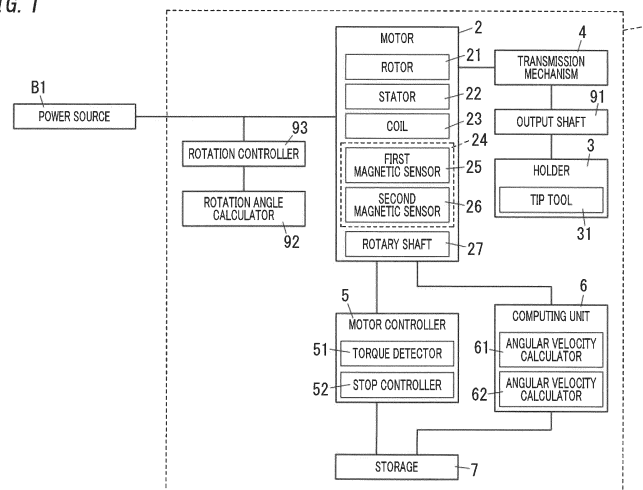 FIG. 1
2
MOTOR
21
ROTOR
22
STATOR
23
COIL
24
FIRST
MAGNETIC SENSOR
25
SECOND
MAGNETIC SENSOR
26
ROTARY SHAFT
27
4
TRANSMISSION
MECHANISM
91
OUTPUT SHAFT
3
HOLDER
TIP TOOL
31
B1
POWER SOURCE
93
ROTATION CONTROLLER
ROTATION ANGLE
CALCULATOR
92
5
MOTOR CONTROLLER
51
TORQUE DETECTOR
52
STOP CONTROLLER
6
COMPUTING UNIT
61
ANGULAR VELOCITY
CALCULATOR
62
ANGULAR VELOCITY
CALCULATOR
STORAGE
7